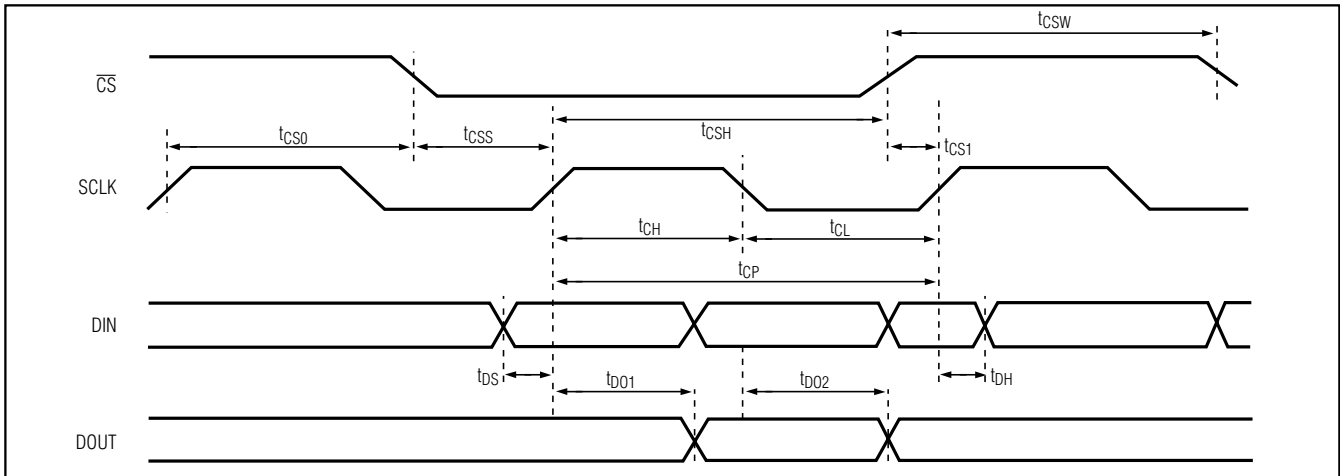 tCSW
CS
tCS0
tCSS
tCSH
tCS1
SCLK
tCH
tCL
tCP
DIN
tDS
tDO1
tDO2
tDH
DOUT